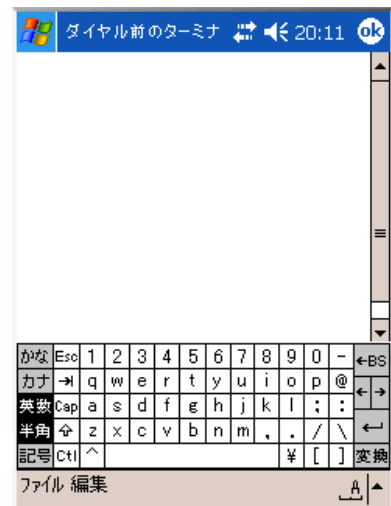 ダイヤル前のターミナ 20:11 ok
かな Esc 1 2 3 4 5 6 7 8 9 0 - ←BS
カナ →| q w e r t y u i o p @ ← →
英数 Cap a s d f g h j k l ; :
半角 z x c v b n m , . / \ ↵
記号 Ctl ^ ¥ [ ] 変換
ファイル 編集 A